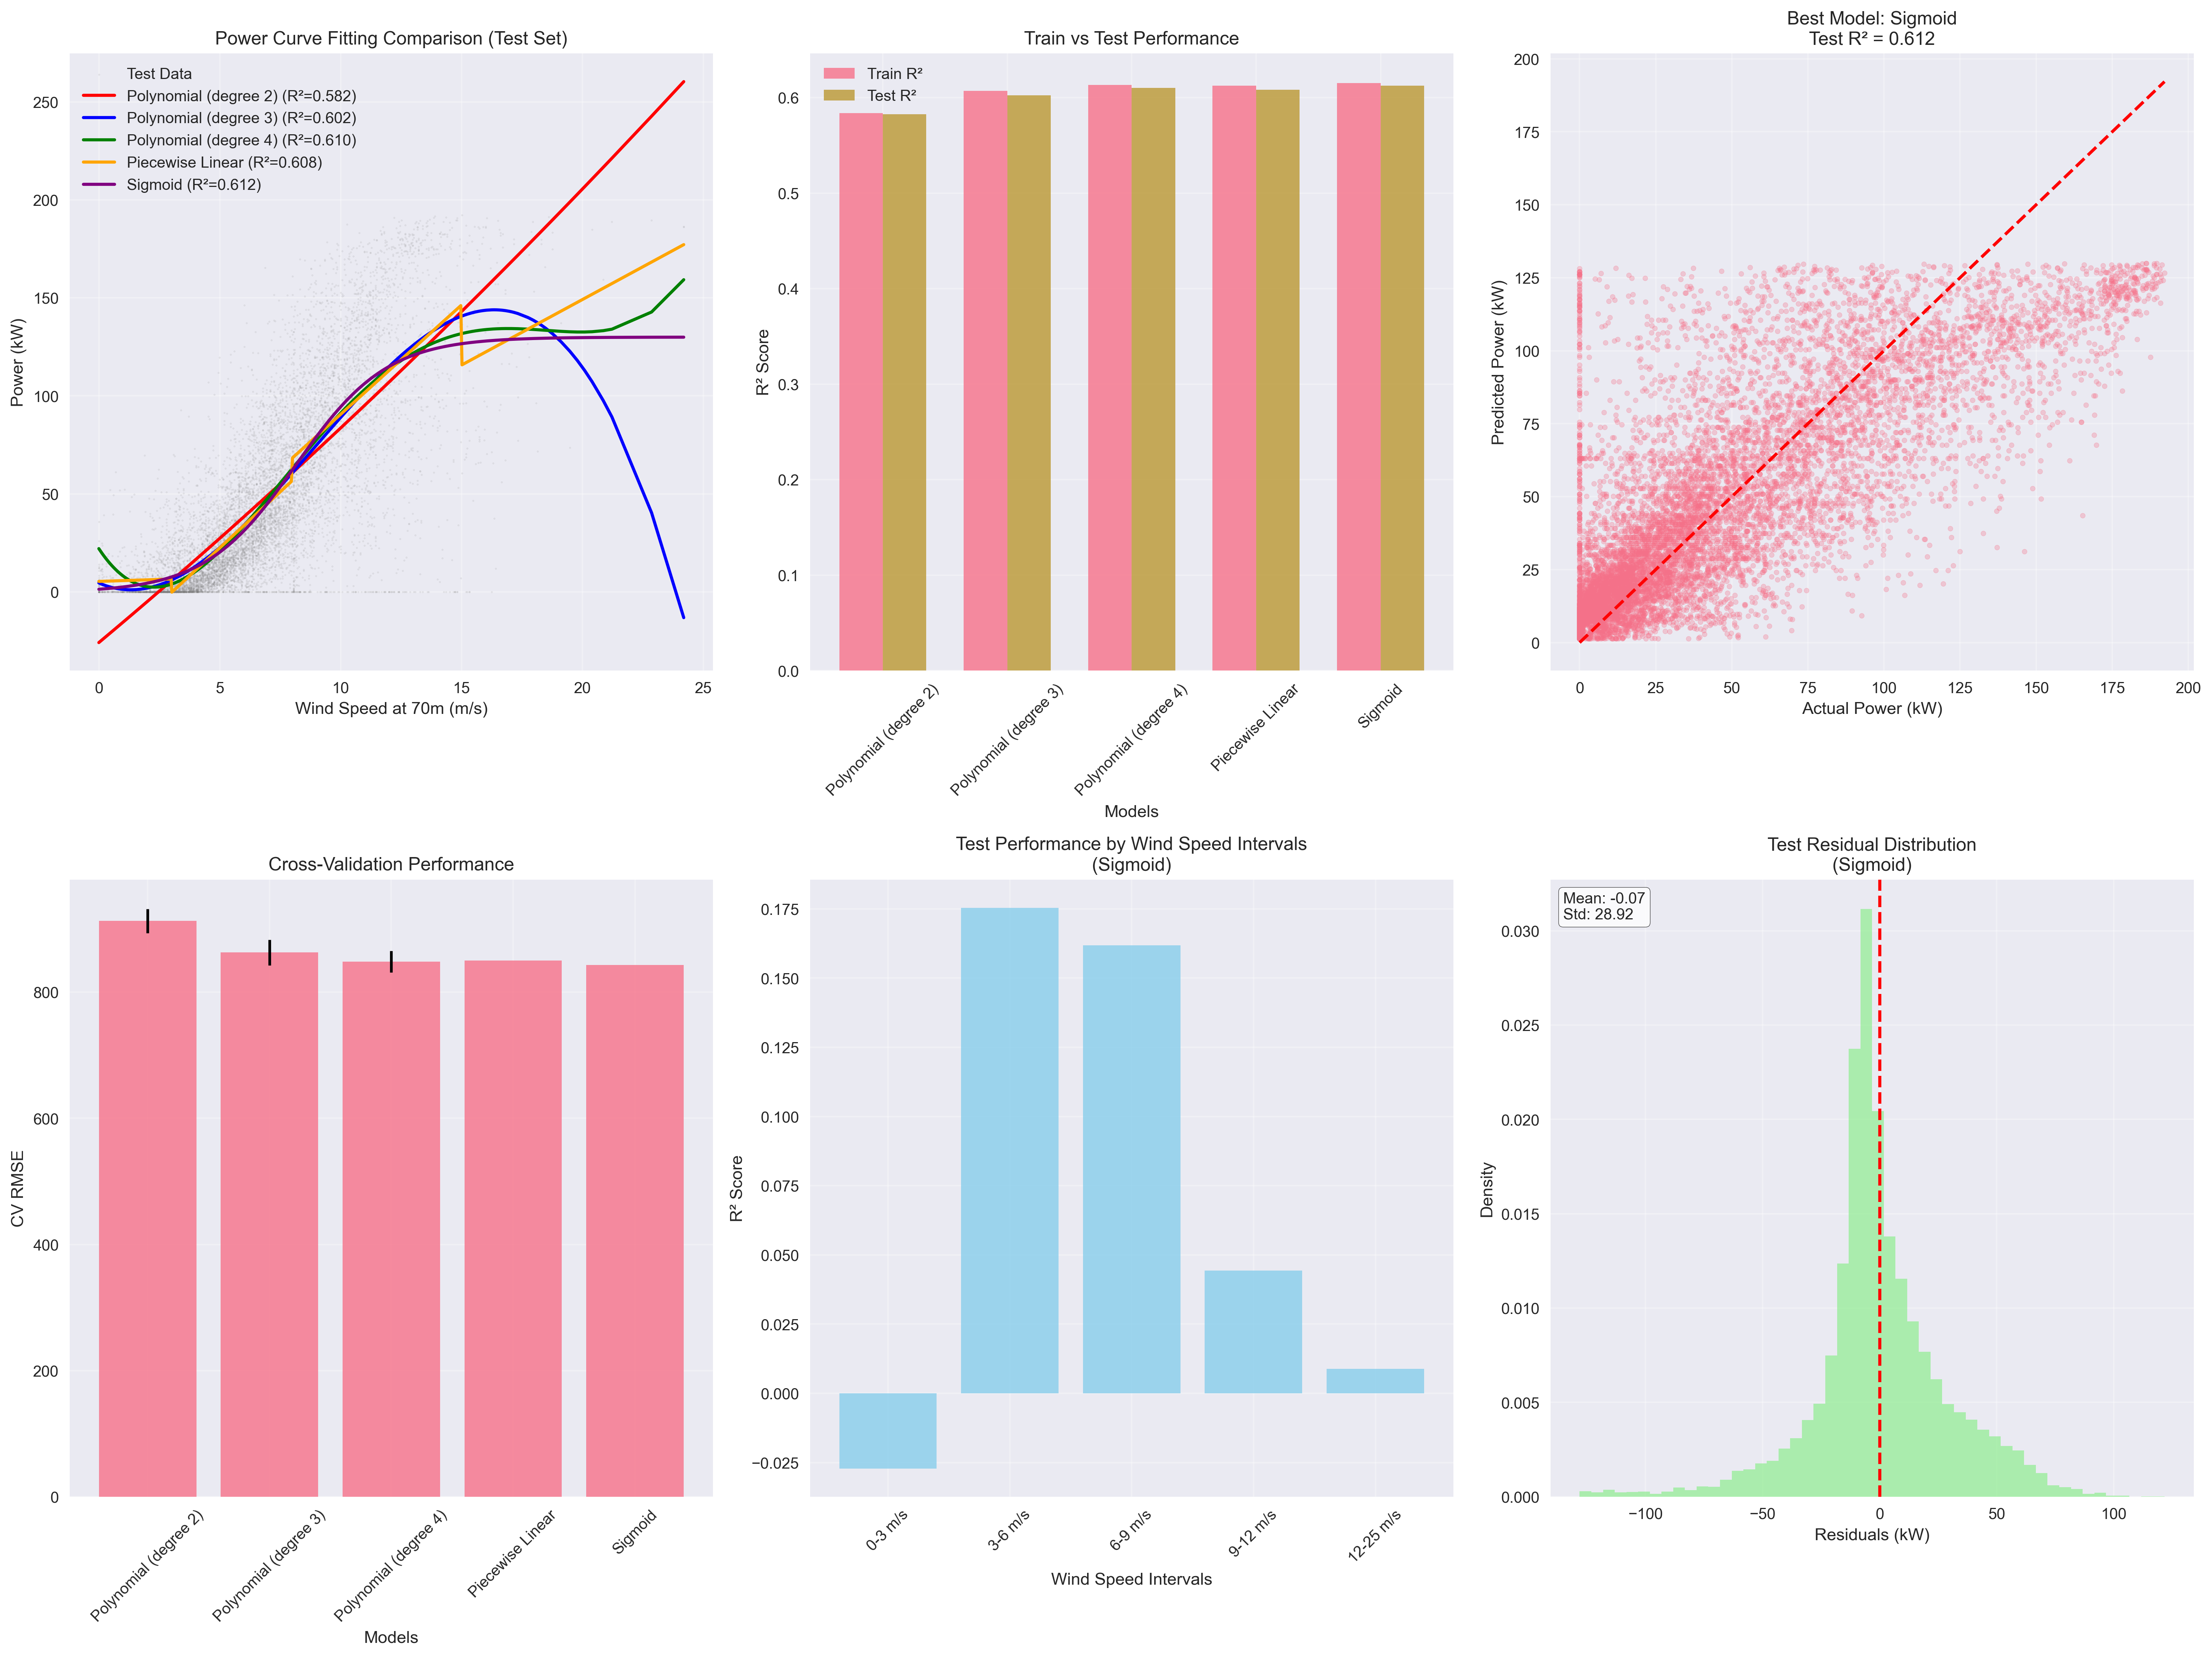 Power Curve Fitting Comparison (Test Set)
Test Data
Polynomial (degree 2) (R²=0.582)
Polynomial (degree 3) (R²=0.602)
Polynomial (degree 4) (R²=0.610)
Piecewise Linear (R²=0.608)
Sigmoid (R²=0.612)
250
200
150
100
50
0
Power (kW)
0 5 10 15 20 25
Wind Speed at 70m (m/s)
Train vs Test Performance
Train R²
Test R²
0.6
0.5
0.4
0.3
0.2
0.1
0.0
R² Score
Polynomial (degree 2)
Polynomial (degree 3)
Polynomial (degree 4)
Piecewise Linear
Sigmoid
Models
Best Model: Sigmoid
Test R² = 0.612
200
175
150
125
100
75
50
25
0
Predicted Power (kW)
0 25 50 75 100 125 150 175 200
Actual Power (kW)
Cross-Validation Performance
800
600
400
200
0
CV RMSE
Polynomial (degree 2)
Polynomial (degree 3)
Polynomial (degree 4)
Piecewise Linear
Sigmoid
Models
Test Performance by Wind Speed Intervals
(Sigmoid)
0.175
0.150
0.125
0.100
0.075
0.050
0.025
0.000
−0.025
R² Score
0-3 m/s
3-6 m/s
6-9 m/s
9-12 m/s
12-25 m/s
Wind Speed Intervals
Test Residual Distribution
(Sigmoid)
Mean: -0.07
Std: 28.92
0.030
0.025
0.020
0.015
0.010
0.005
0.000
Density
−100 −50 0 50 100
Residuals (kW)